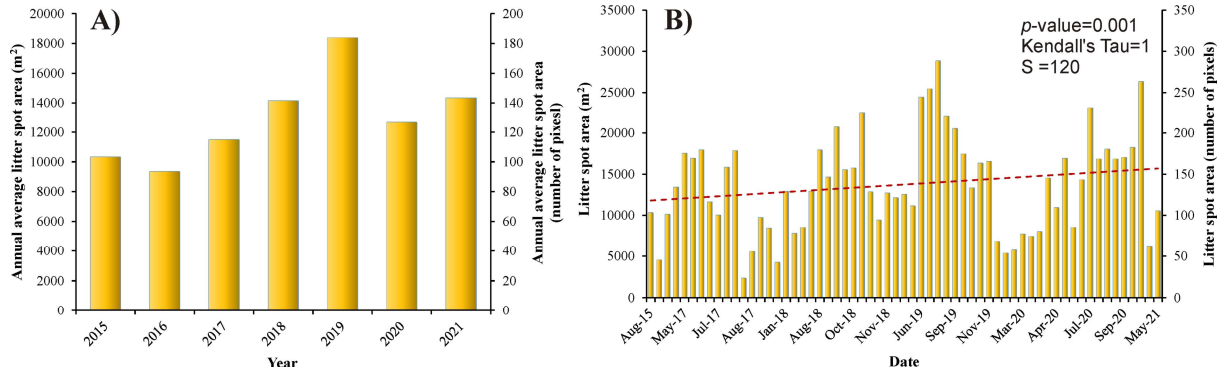 A)
Annual average litter spot area (m²)
20000
18000
16000
14000
12000
10000
8000
6000
4000
2000
0
200
180
160
140
120
100
80
60
40
20
0
Annual average litter spot area
(number of pixesl)
2015
2016
2017
2018
2019
2020
2021
Year
B)
p-value=0.001
Kendall's Tau=1
S =120
Litter spot area (m²)
35000
30000
25000
20000
15000
10000
5000
0
350
300
250
200
150
100
50
0
Litter spot area (number of pixels)
Aug-15
May-17
Jul-17
Aug-17
Jan-18
Aug-18
Oct-18
Nov-18
Jun-19
Sep-19
Nov-19
Mar-20
Apr-20
Jul-20
Sep-20
May-21
Date